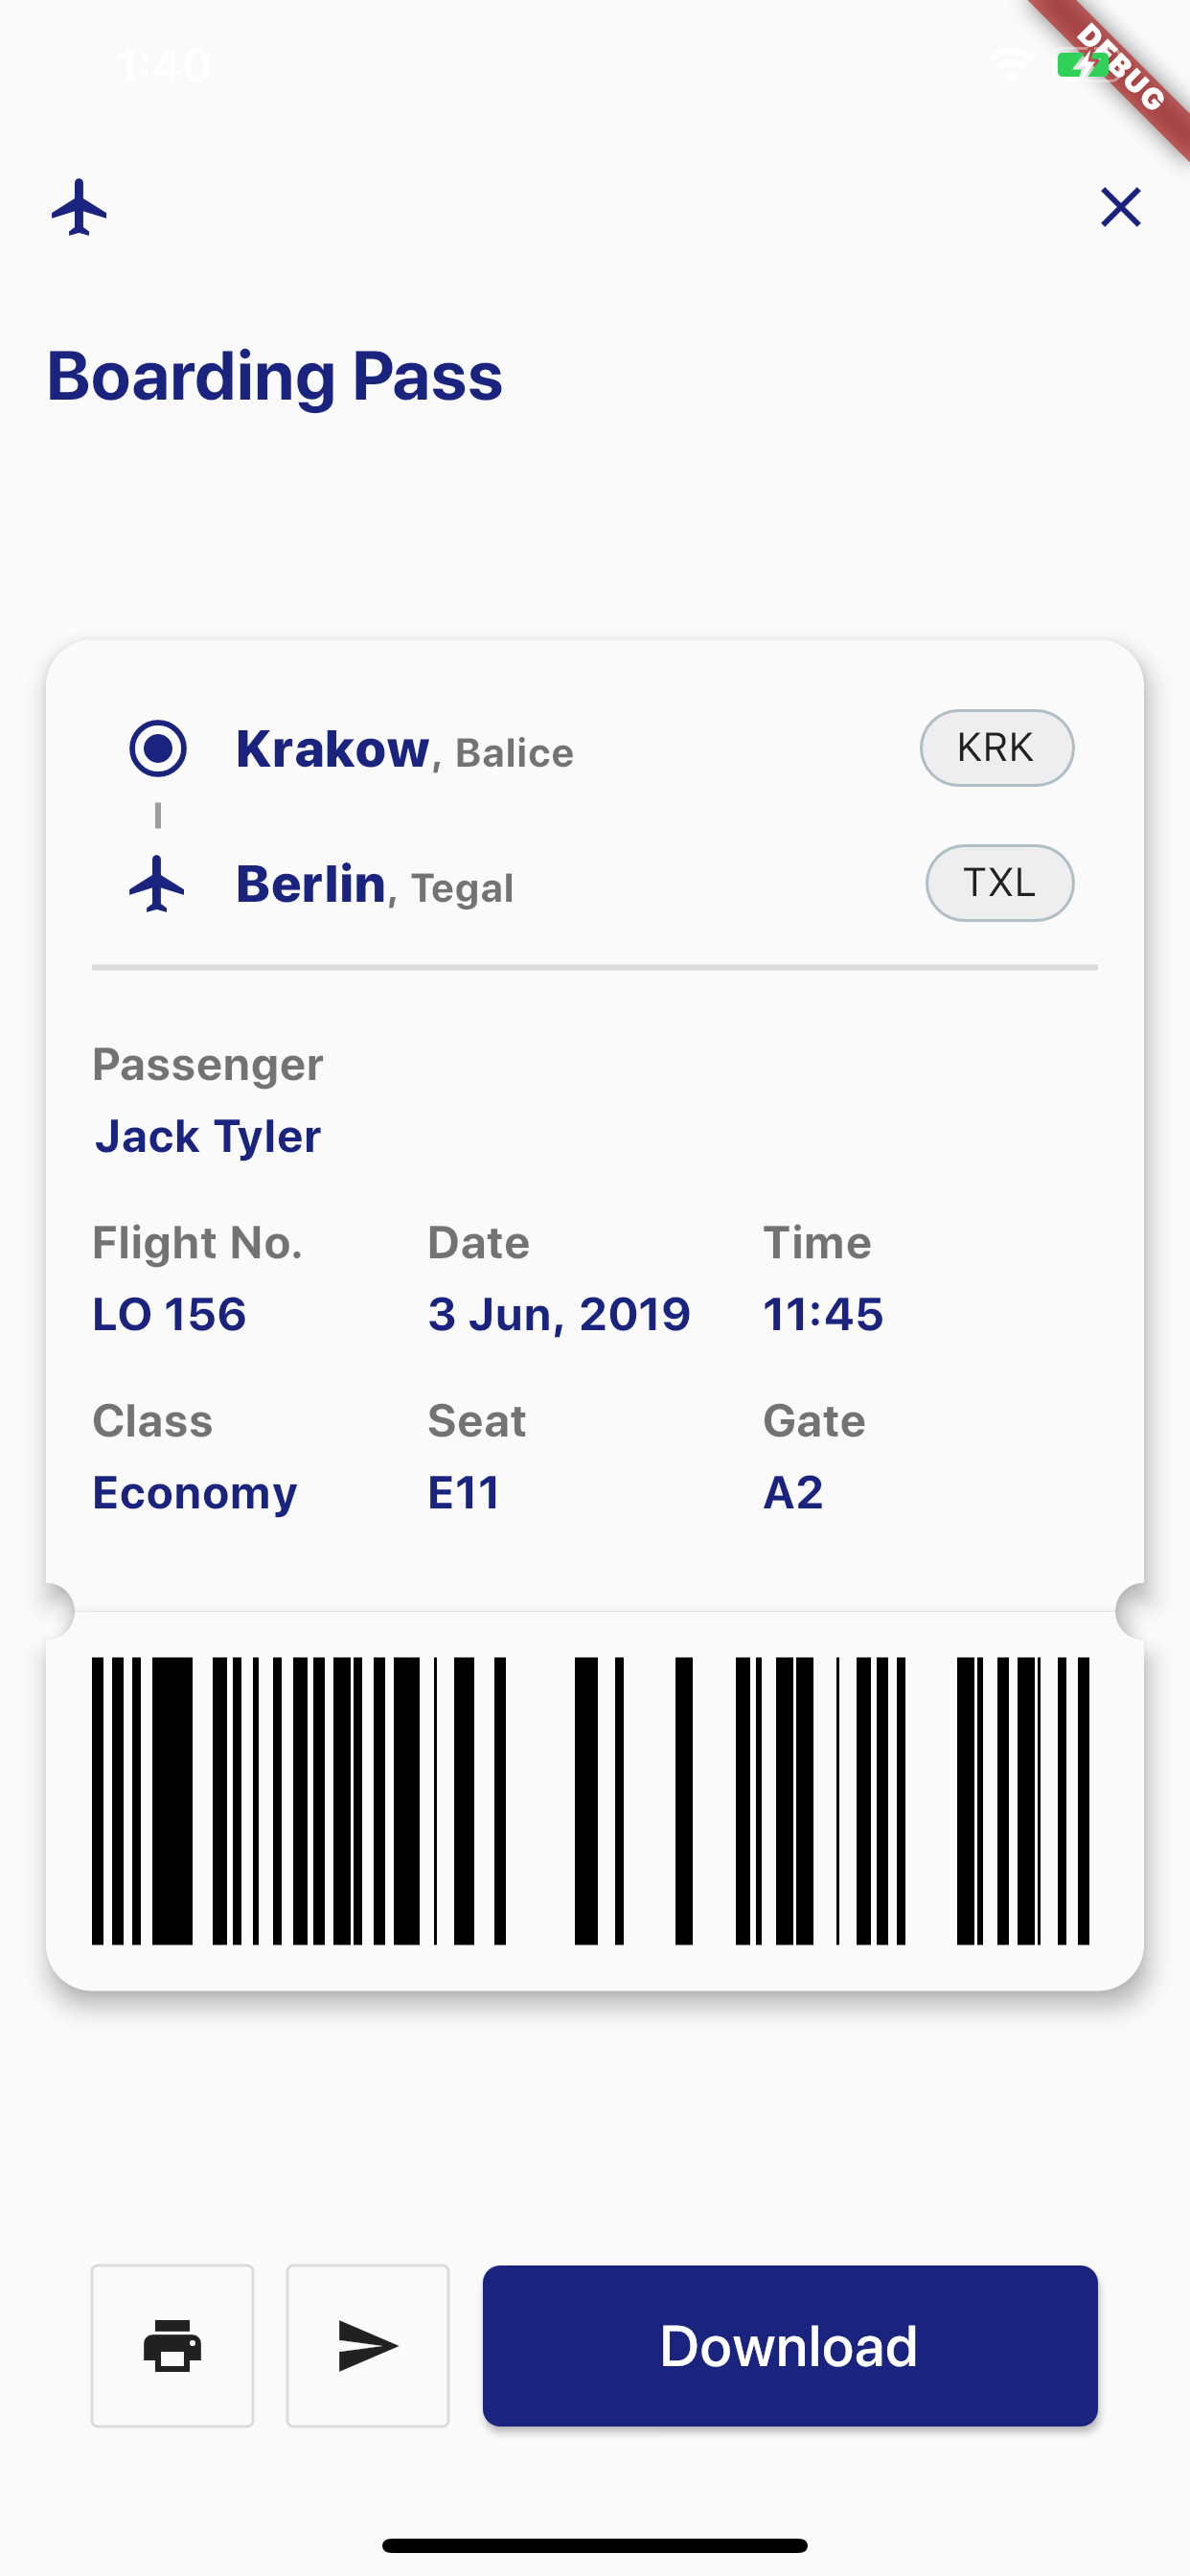 1:40
DEBUG
Boarding Pass
Krakow, Balice KRK
Berlin, Tegal TXL
Passenger
Jack Tyler
Flight No. Date Time
LO 156 3 Jun, 2019 11:45
Class Seat Gate
Economy E11 A2
Download